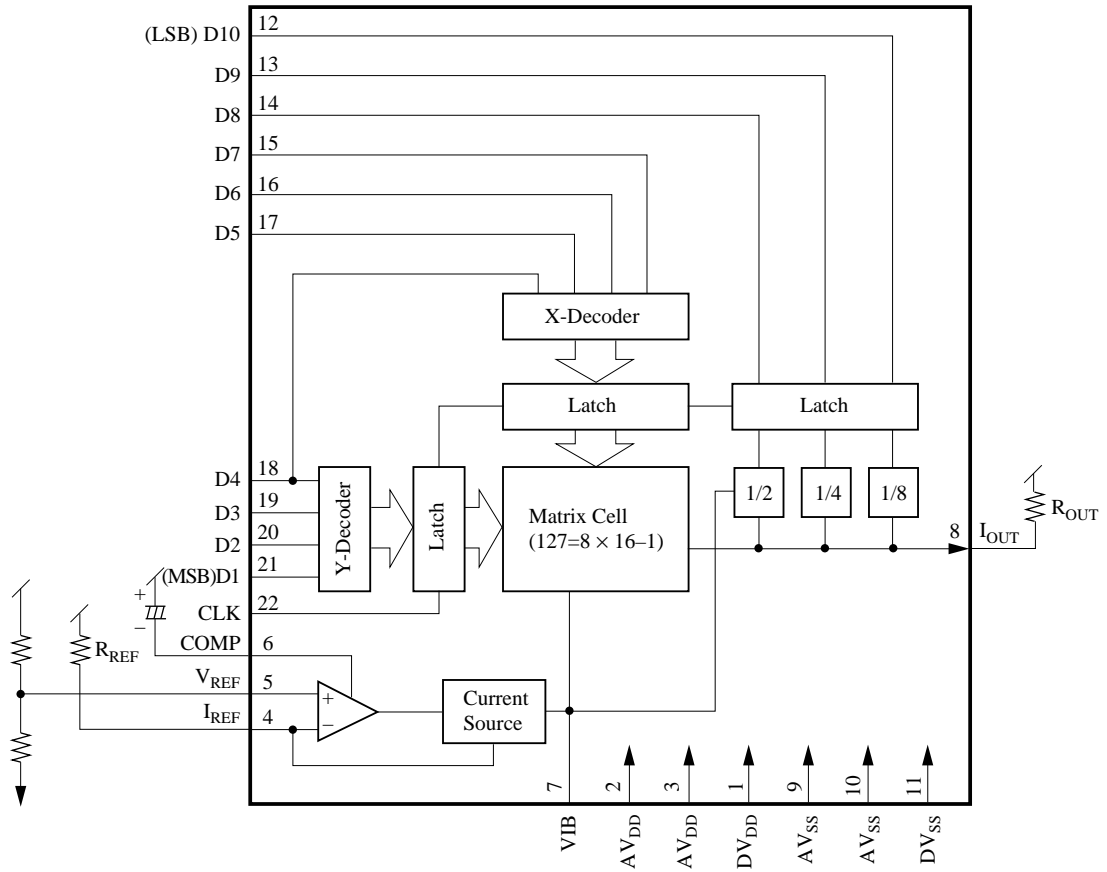 (LSB) D10 12
D9 13
D8 14
D7 15
D6 16
D5 17
X-Decoder
Latch
Latch
D4 18
D3 19
D2 20
(MSB)D1 21
CLK 22
COMP 6
V_REF 5
I_REF 4
Y-Decoder
Latch
Matrix Cell
(127=8 × 16–1)
1/2
1/4
1/8
8 I_OUT
R_OUT
+
–
R_REF
+
–
Current
Source
7 VIB
2 AV_DD
3 AV_DD
1 DV_DD
9 AV_SS
10 AV_SS
11 DV_SS